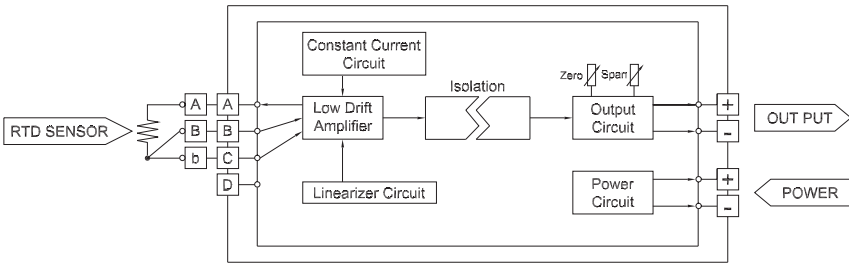 Constant Current
Circuit
Isolation
Zero
Span
A
A
Low Drift
Amplifier
Output
Circuit
+
OUT PUT
RTD SENSOR
B
B
-
b
C
D
Linearizer Circuit
Power
Circuit
+
POWER
-